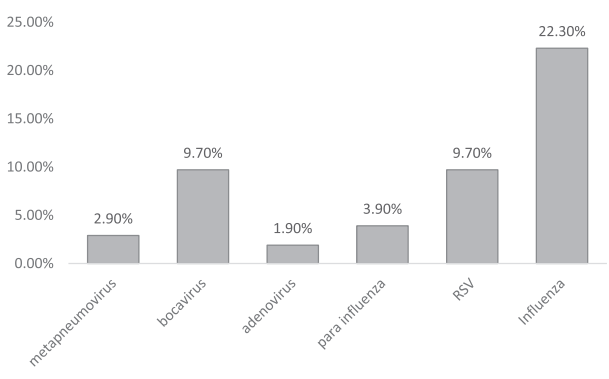 25.00%
20.00%
15.00%
10.00%
5.00%
0.00%
2.90%
9.70%
1.90%
3.90%
9.70%
22.30%
metapneumovirus
bocavirus
adenovirus
para influenza
RSV
Influenza